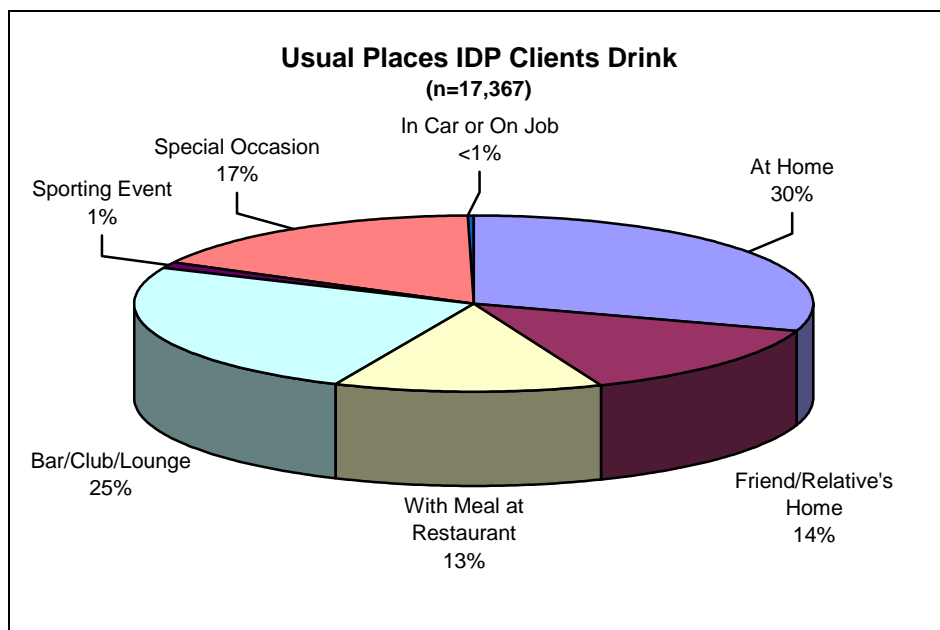 Usual Places IDP Clients Drink
(n=17,367)
In Car or On Job
<1%
Special Occasion
17%
At Home
30%
Sporting Event
1%
Bar/Club/Lounge
25%
With Meal at
Restaurant
13%
Friend/Relative's
Home
14%